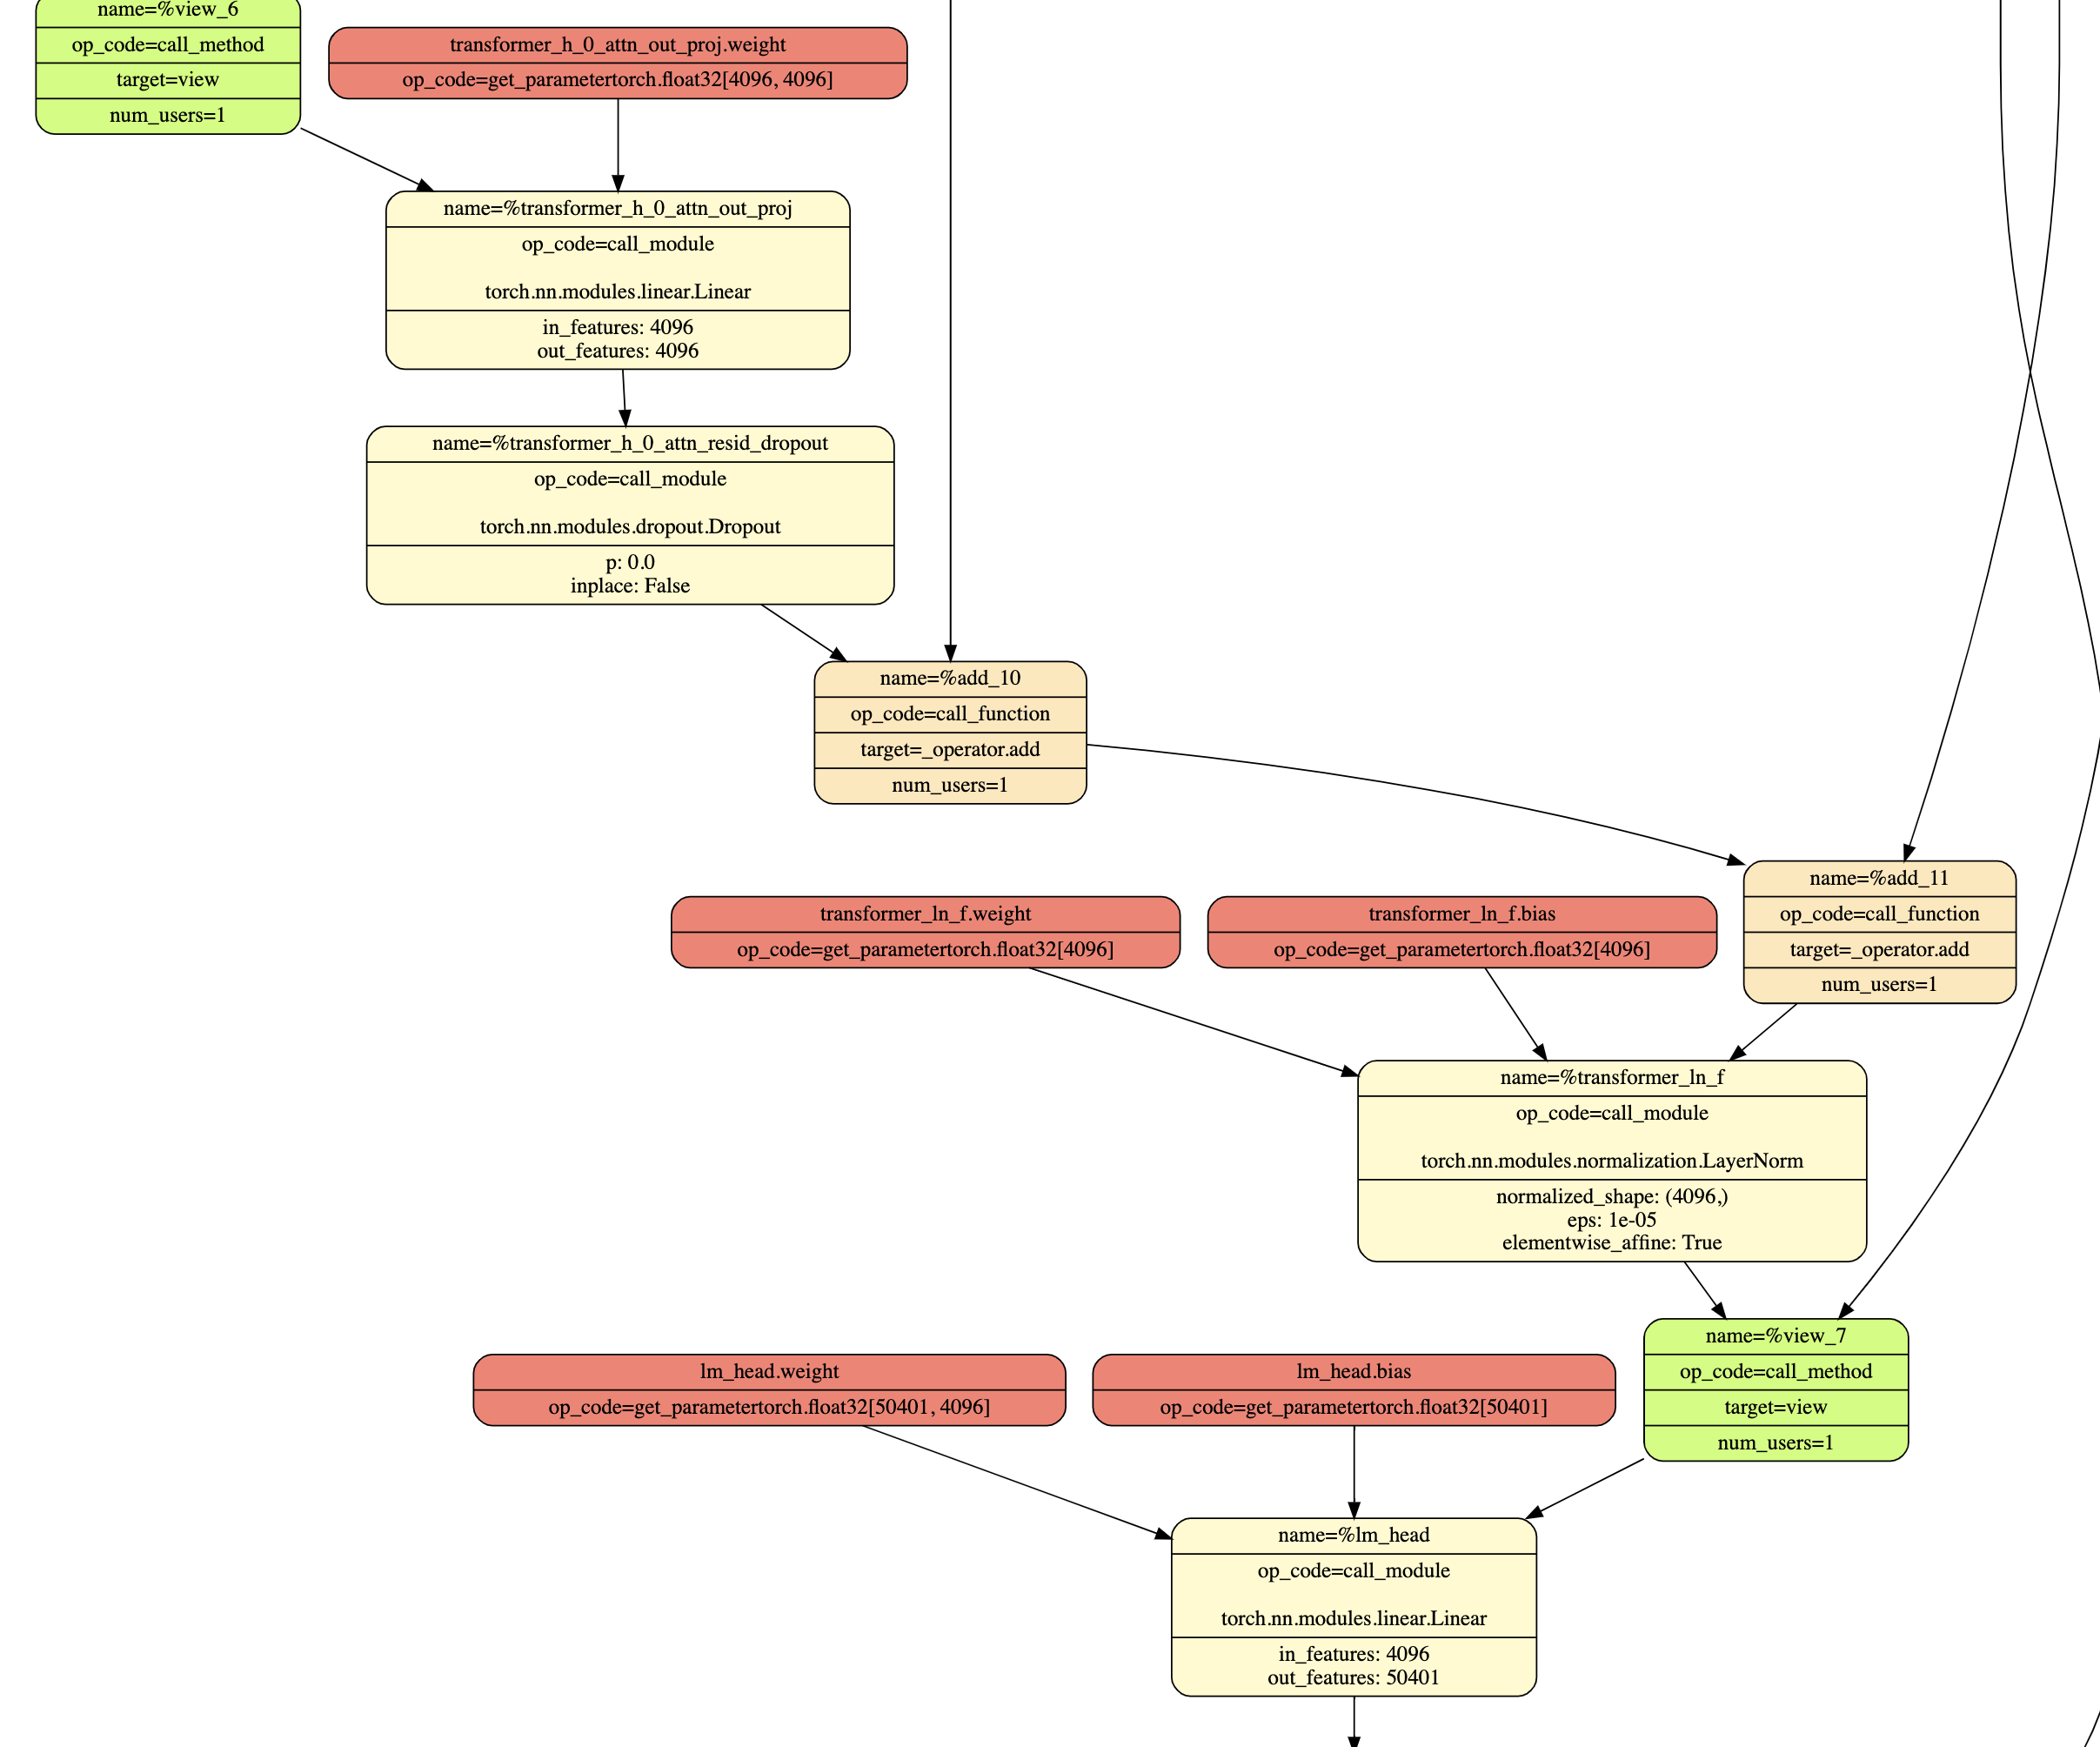 name=%view_6
op_code=call_method
target=view
num_users=1
transformer_h_0_attn_out_proj.weight
op_code=get_parametertorch.float32[4096, 4096]
name=%transformer_h_0_attn_out_proj
op_code=call_module
torch.nn.modules.linear.Linear
in_features: 4096
out_features: 4096
name=%transformer_h_0_attn_resid_dropout
op_code=call_module
torch.nn.modules.dropout.Dropout
p: 0.0
inplace: False
name=%add_10
op_code=call_function
target=_operator.add
num_users=1
name=%add_11
op_code=call_function
target=_operator.add
num_users=1
transformer_ln_f.weight
op_code=get_parametertorch.float32[4096]
transformer_ln_f.bias
op_code=get_parametertorch.float32[4096]
name=%transformer_ln_f
op_code=call_module
torch.nn.modules.normalization.LayerNorm
normalized_shape: (4096,)
eps: 1e-05
elementwise_affine: True
name=%view_7
op_code=call_method
target=view
num_users=1
lm_head.weight
op_code=get_parametertorch.float32[50401, 4096]
lm_head.bias
op_code=get_parametertorch.float32[50401]
name=%lm_head
op_code=call_module
torch.nn.modules.linear.Linear
in_features: 4096
out_features: 50401